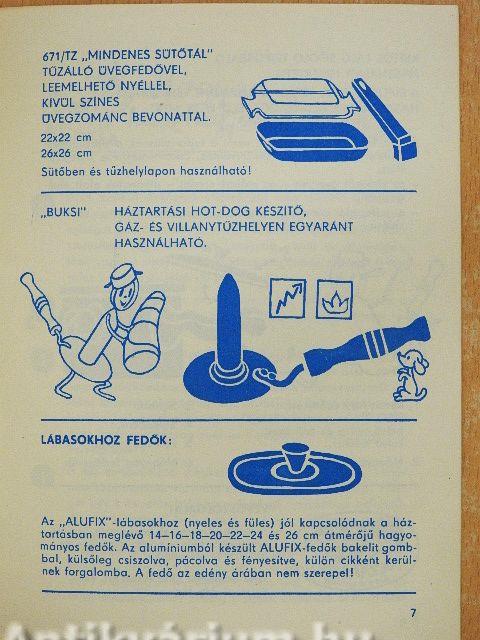 671/TZ „MINDENES SÜTŐTÁL"
TŰZÁLLÓ ÜVEGFEDŐVEL,
LEEMELHETŐ NYÉLLEL,
KÍVÜL SZÍNES
ÜVEGZOMÁNC BEVONATTAL.
22x22 cm
26x26 cm
Sütőben és tűzhelylapon használható!
„BUKSI" HÁZTARTÁSI HOT-DOG KÉSZITŐ,
GÁZ- ÉS VILLANYTŰZHELYEN EGYARÁNT
HASZNÁLHATÓ.
LÁBASOKHOZ FEDŐK:
Az „ALUFIX"-lábasokhoz (nyeles és füles) jól kapcsolódnak a ház-
tartásban meglévő 14–16–18–20–22–24 és 26 cm átmérőjű hagyo-
mányos fedők. Az alumíniumból készült ALUFIX-fedők bakelit gomb-
bal, külsőleg csiszolva, pácolva és fényesítve, külön cikként kerül-
nek forgalomba. A fedő az edény árában nem szerepel!
7
Antikvárium.hu